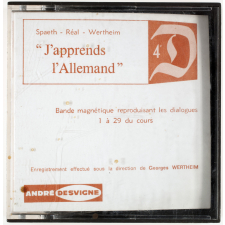 Spaeth - Réal - Wertheim
"J'apprends
l'Allemand"
4e
D
Bande magnétique reproduisant les dialogues
1 à 29 du cours
Enregistrement effectué sous la direction de Georges WERTHEIM
ANDRÉ DESVIGNE